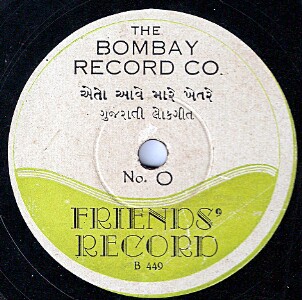 THE
BOMBAY
RECORD CO.
એતો આવે મારે ખેતરે
ગુજરાતી લોકગીત
No. O
FRIENDS'
RECORD
B 449